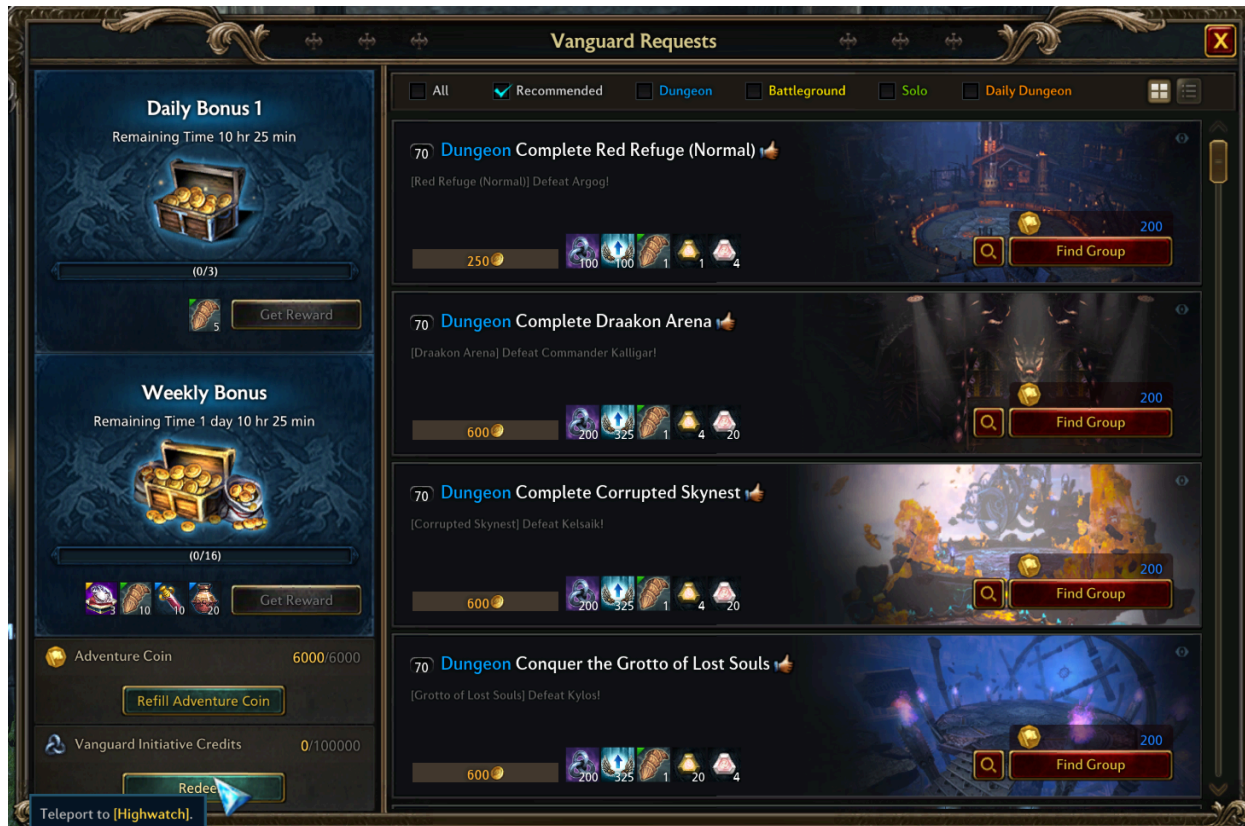 Vanguard Requests
X
Daily Bonus 1
Remaining Time 10 hr 25 min
(0/3)
5
Get Reward
Weekly Bonus
Remaining Time 1 day 10 hr 25 min
(0/16)
3 10 10 20
Get Reward
Adventure Coin 6000/6000
Refill Adventure Coin
Vanguard Initiative Credits 0/100000
Redee
Teleport to [Highwatch].
All Recommended Dungeon Battleground Solo Daily Dungeon
70 Dungeon Complete Red Refuge (Normal)
[Red Refuge (Normal)] Defeat Argog!
200
250 100 100 1 1 4
Find Group
70 Dungeon Complete Draakon Arena
[Draakon Arena] Defeat Commander Kalligar!
200
600 200 325 1 4 20
Find Group
70 Dungeon Complete Corrupted Skynest
[Corrupted Skynest] Defeat Kelsaik!
200
600 200 325 1 4 20
Find Group
70 Dungeon Conquer the Grotto of Lost Souls
[Grotto of Lost Souls] Defeat Kylos!
200
600 200 325 1 20 4
Find Group